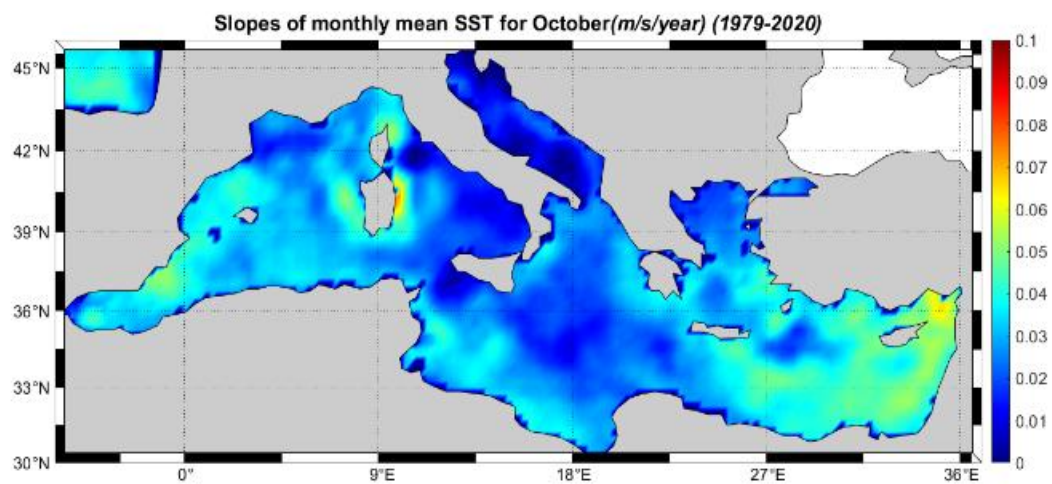 Slopes of monthly mean SST for October(m/s/year) (1979-2020)
45°N
42°N
39°N
36°N
33°N
30°N
0°
9°E
18°E
27°E
36°E
0.1
0.09
0.08
0.07
0.06
0.05
0.04
0.03
0.02
0.01
0